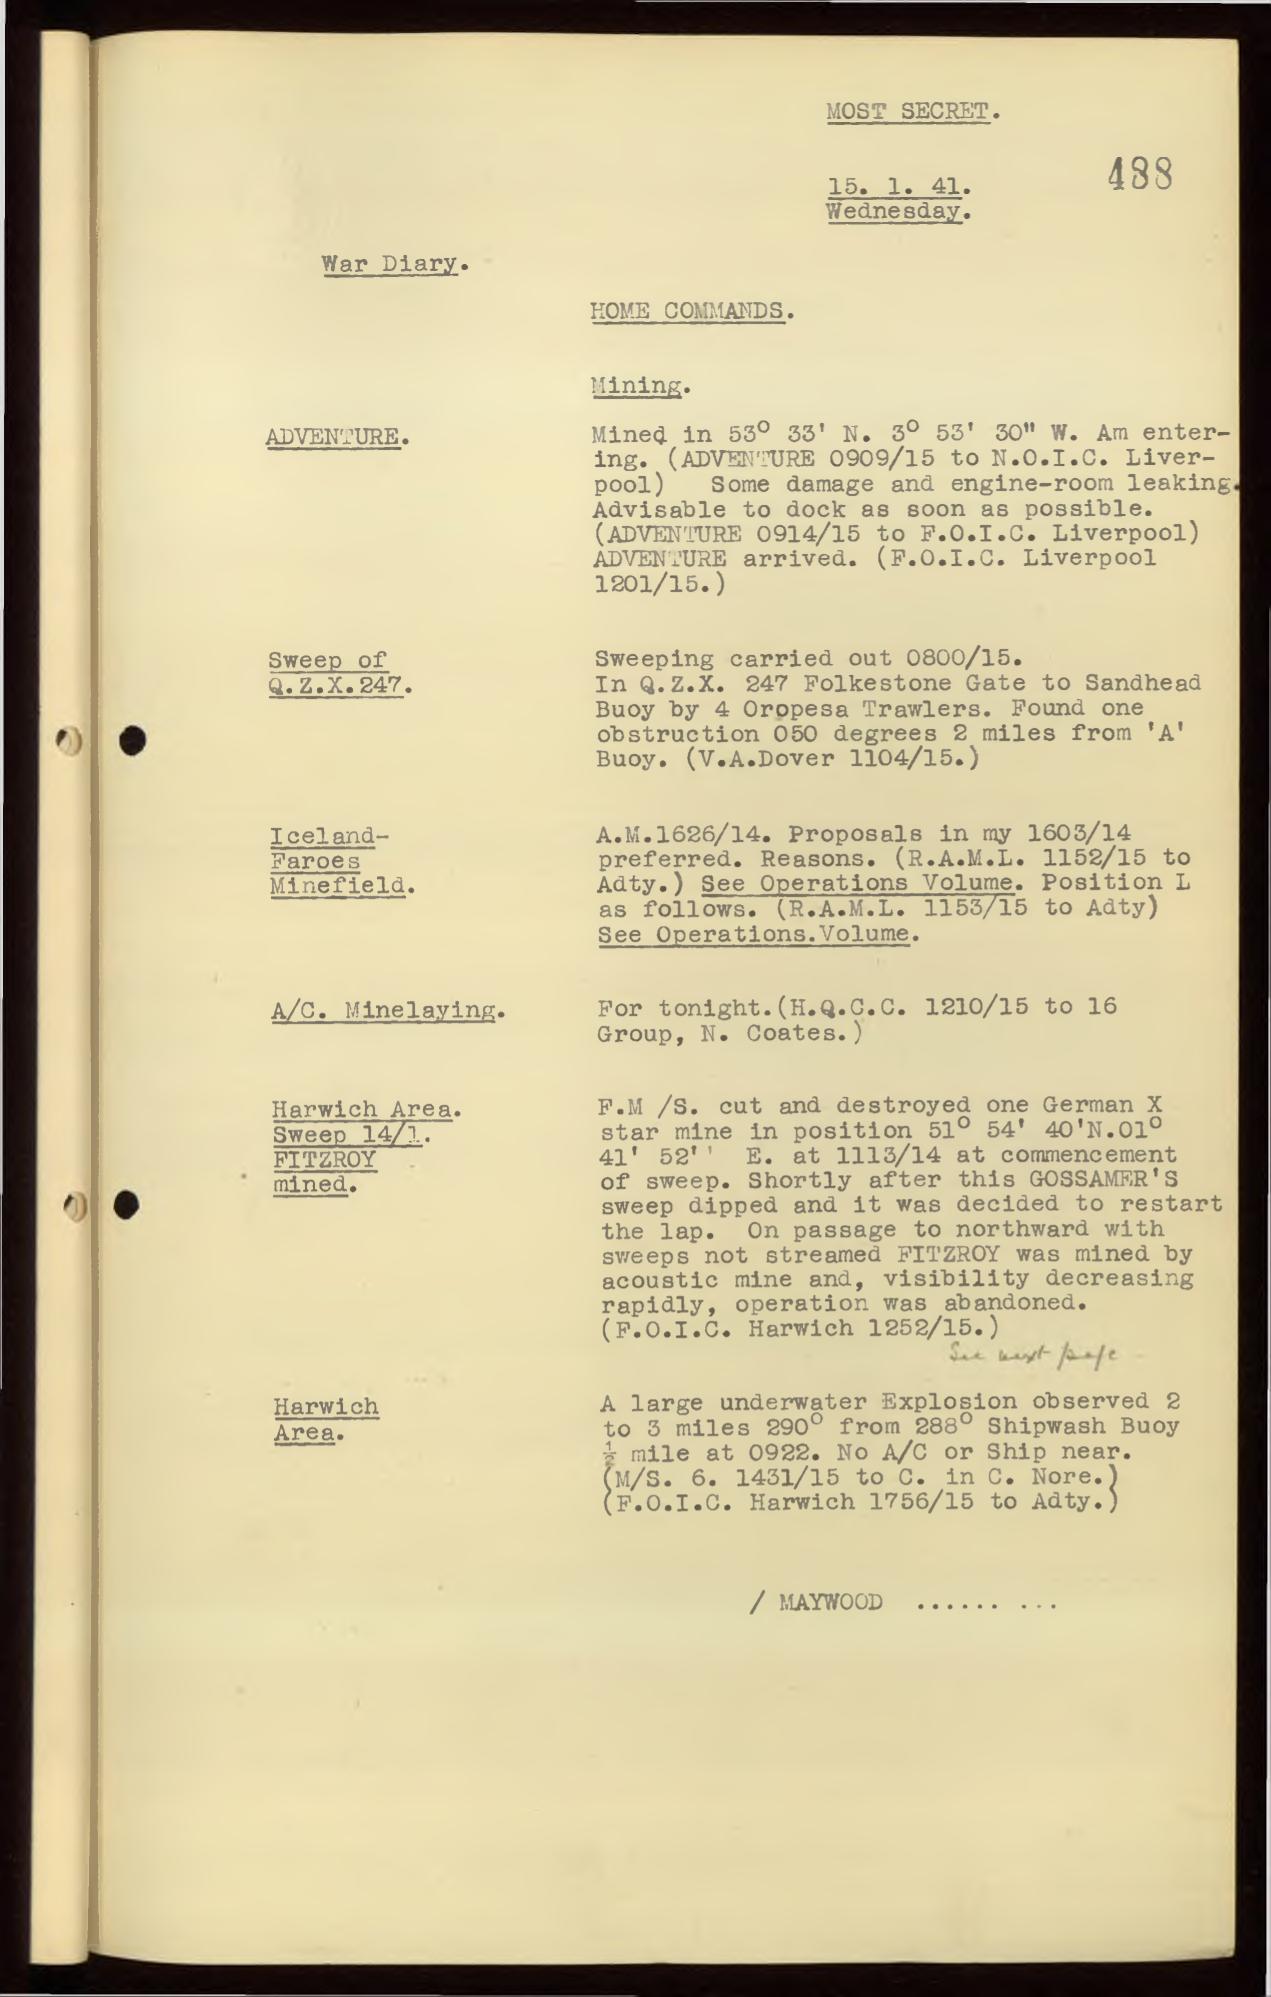 MOST SECRET.
488
15. 1. 41.
Wednesday.
War Diary.
HOME COMMANDS.
Mining.
ADVENTURE.
Mined in 53° 33' N. 3° 53' 30" W. Am enter-
ing. (ADVENTURE 0909/15 to N.O.I.C. Liver-
pool) Some damage and engine-room leaking.
Advisable to dock as soon as possible.
(ADVENTURE 0914/15 to F.O.I.C. Liverpool)
ADVENTURE arrived. (F.O.I.C. Liverpool
1201/15.)
Sweep of
Q.Z.X.247.
Sweeping carried out 0800/15.
In Q.Z.X. 247 Folkestone Gate to Sandhead
Buoy by 4 Oropesa Trawlers. Found one
obstruction 050 degrees 2 miles from 'A'
Buoy. (V.A.Dover 1104/15.)
Iceland-
Faroes
Minefield.
A.M.1626/14. Proposals in my 1603/14
preferred. Reasons. (R.A.M.L. 1152/15 to
Adty.) See Operations Volume. Position L
as follows. (R.A.M.L. 1153/15 to Adty)
See Operations.Volume.
A/C. Minelaying.
For tonight.(H.Q.C.C. 1210/15 to 16
Group, N. Coates.)
Harwich Area.
Sweep 14/1.
FITZROY
mined.
F.M /S. cut and destroyed one German X
star mine in position 51° 54' 40'N.01°
41' 52'' E. at 1113/14 at commencement
of sweep. Shortly after this GOSSAMER'S
sweep dipped and it was decided to restart
the lap. On passage to northward with
sweeps not streamed FITZROY was mined by
acoustic mine and, visibility decreasing
rapidly, operation was abandoned.
(F.O.I.C. Harwich 1252/15.)
See next page
Harwich
Area.
A large underwater Explosion observed 2
to 3 miles 290° from 288° Shipwash Buoy
½ mile at 0922. No A/C or Ship near.
(M/S. 6. 1431/15 to C. in C. Nore.)
(F.O.I.C. Harwich 1756/15 to Adty.)
/ MAYWOOD ...... ...